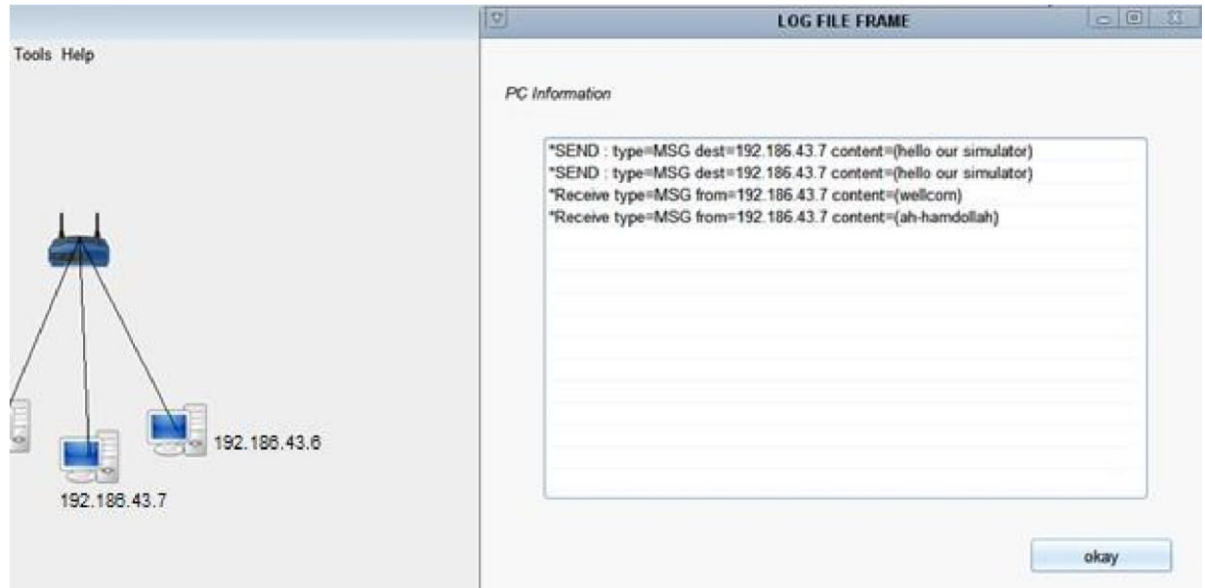 LOG FILE FRAME
Tools Help
PC Information
*SEND : type=MSG dest=192.186.43.7 content=(hello our simulator)
*SEND : type=MSG dest=192.186.43.7 content=(hello our simulator)
*Receive type=MSG from=192.186.43.7 content=(wellcom)
*Receive type=MSG from=192.186.43.7 content=(ah-hamdollah)
192.186.43.6
192.186.43.7
okay